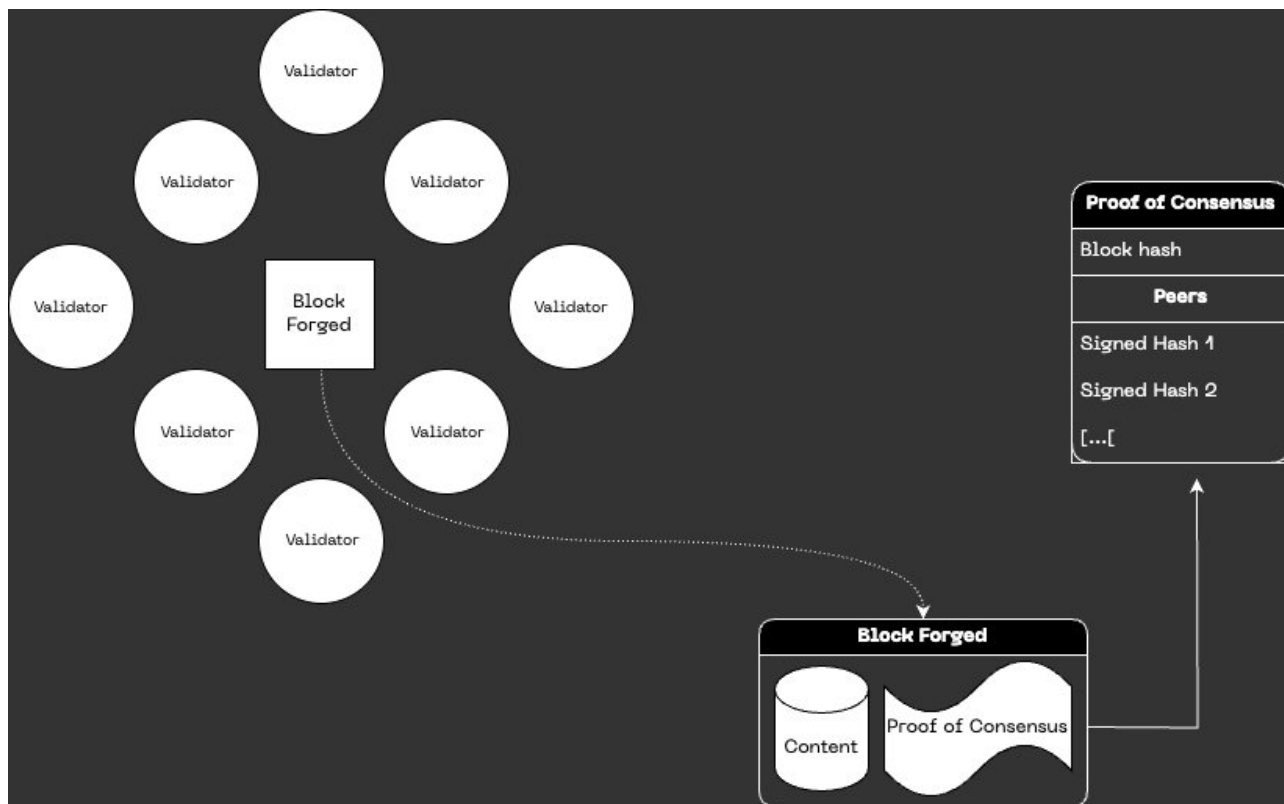 Validator
Validator
Validator
Validator
Block
Forged
Validator
Validator
Validator
Validator
Proof of Consensus
Block hash
Peers
Signed Hash 1
Signed Hash 2
[...[
Block Forged
Content
Proof of Consensus